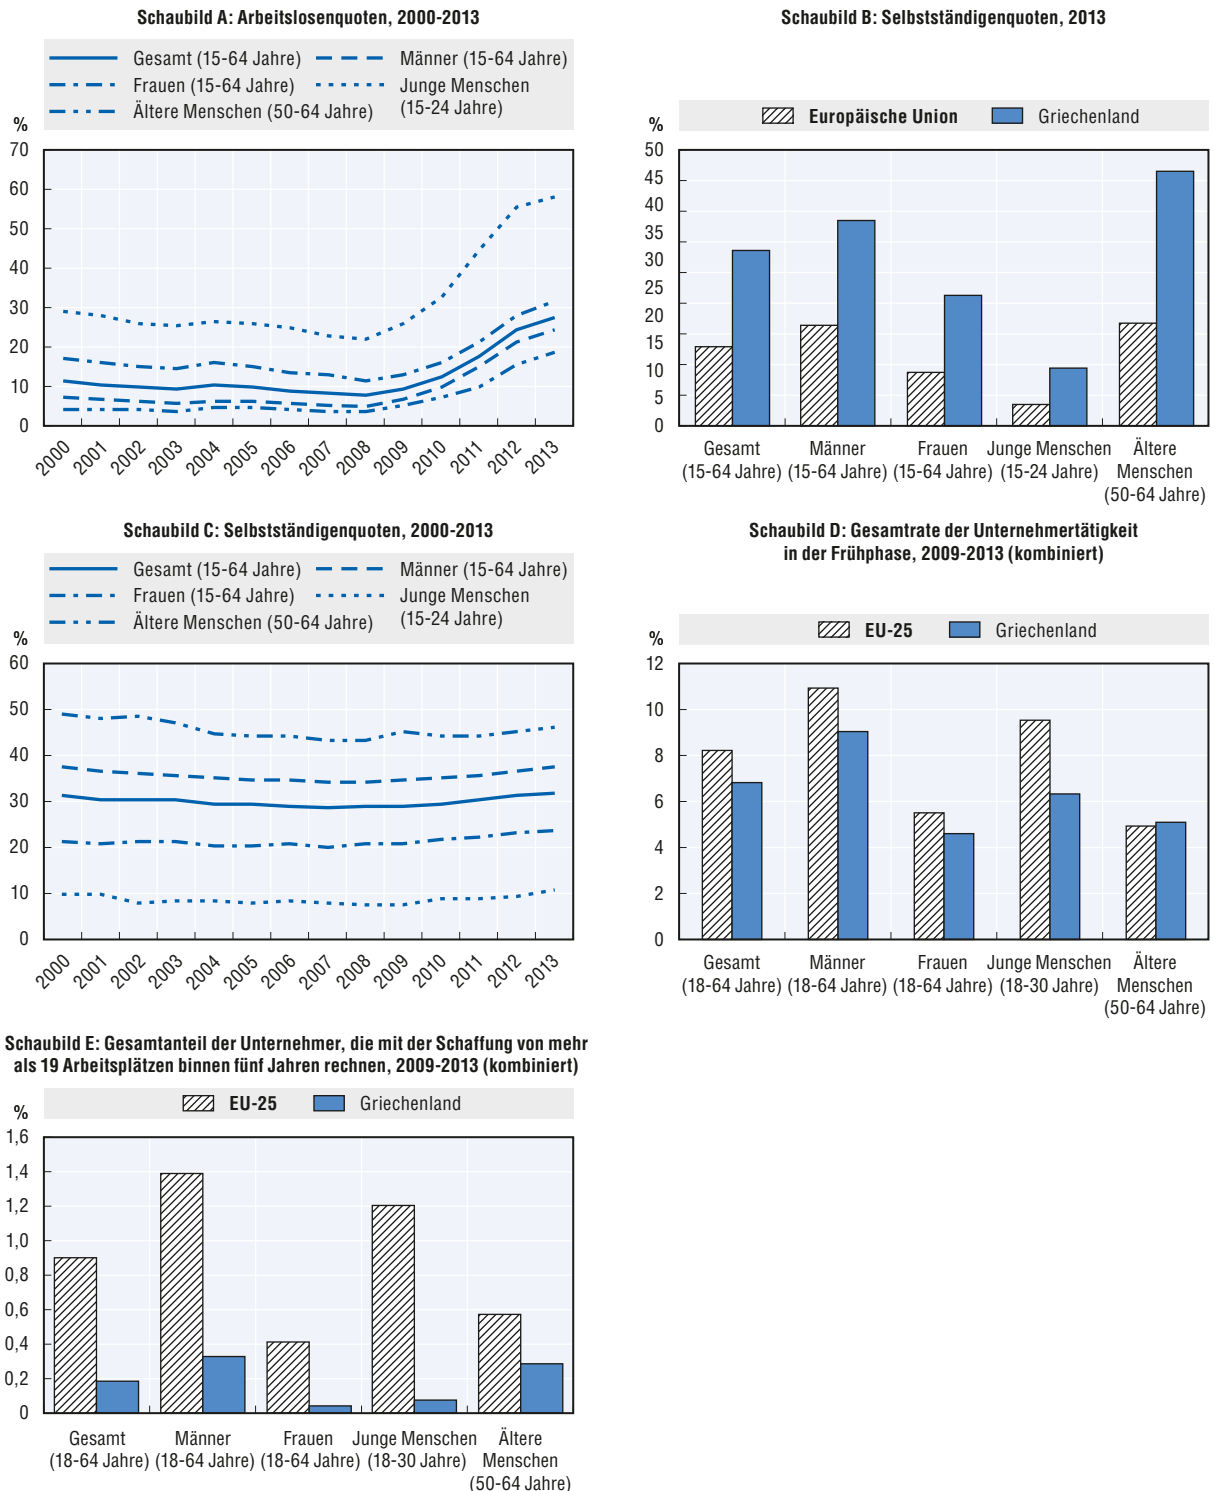 Schaubild A: Arbeitslosenquoten, 2000-2013
Gesamt (15-64 Jahre)
Männer (15-64 Jahre)
Frauen (15-64 Jahre)
Junge Menschen
(15-24 Jahre)
Ältere Menschen (50-64 Jahre)
%
70
60
50
40
30
20
10
0
2000 2001 2002 2003 2004 2005 2006 2007 2008 2009 2010 2011 2012 2013
Schaubild B: Selbstständigenquoten, 2013
Europäische Union Griechenland
%
50
45
40
35
30
25
20
15
10
5
0
Gesamt Männer Frauen Junge Menschen Ältere
(15-64 Jahre) (15-64 Jahre) (15-64 Jahre) (15-24 Jahre) Menschen
(50-64 Jahre)
Schaubild C: Selbstständigenquoten, 2000-2013
Gesamt (15-64 Jahre)
Männer (15-64 Jahre)
Frauen (15-64 Jahre)
Junge Menschen
(15-24 Jahre)
Ältere Menschen (50-64 Jahre)
%
60
50
40
30
20
10
0
2000 2001 2002 2003 2004 2005 2006 2007 2008 2009 2010 2011 2012 2013
Schaubild D: Gesamtrate der Unternehmertätigkeit
in der Frühphase, 2009-2013 (kombiniert)
EU-25 Griechenland
%
12
10
8
6
4
2
0
Gesamt Männer Frauen Junge Menschen Ältere
(18-64 Jahre) (18-64 Jahre) (18-64 Jahre) (18-30 Jahre) Menschen
(50-64 Jahre)
Schaubild E: Gesamtanteil der Unternehmer, die mit der Schaffung von mehr
als 19 Arbeitsplätzen binnen fünf Jahren rechnen, 2009-2013 (kombiniert)
EU-25 Griechenland
%
1,6
1,4
1,2
1,0
0,8
0,6
0,4
0,2
0
Gesamt Männer Frauen Junge Menschen Ältere
(18-64 Jahre) (18-64 Jahre) (18-64 Jahre) (18-30 Jahre) Menschen
(50-64 Jahre)